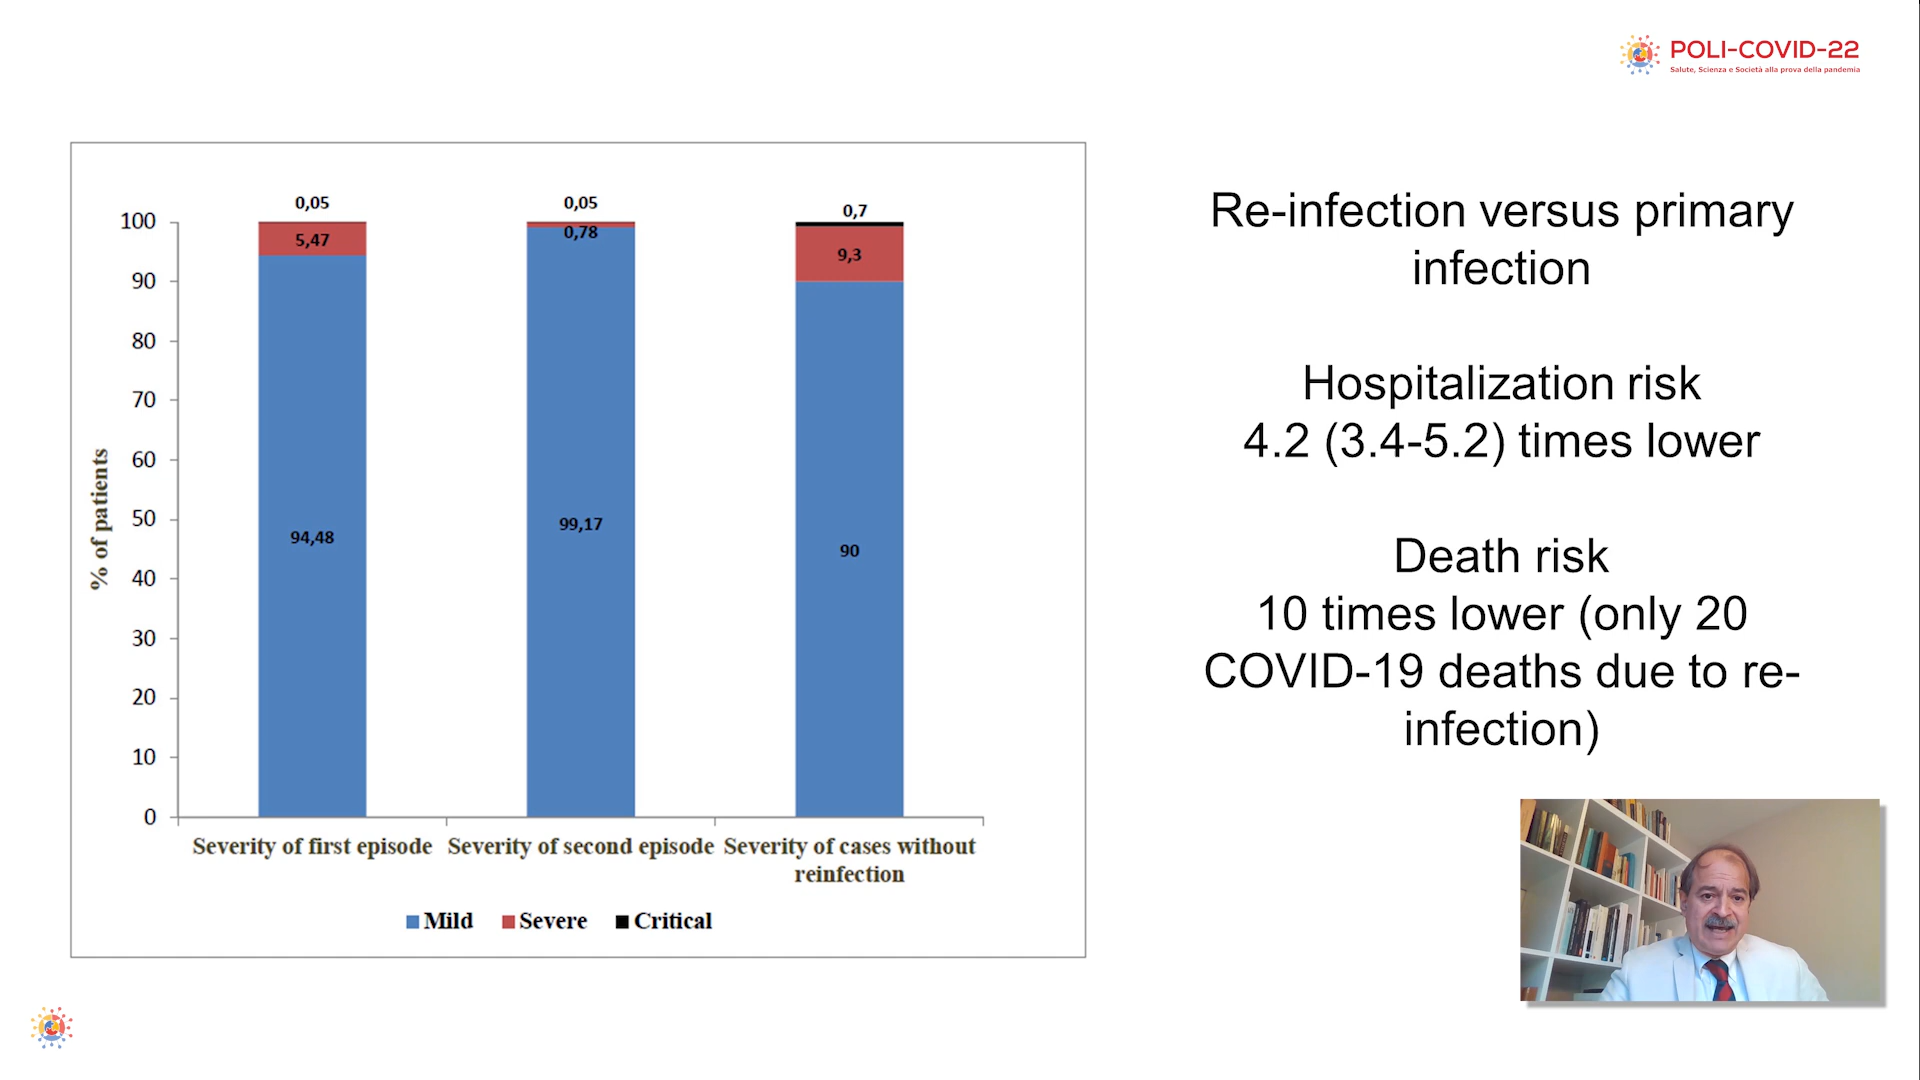 POLI-COVID-22
Salute, Scienza e Società alla prova della pandemia
0,05
0,05
0,7
100
90
80
70
60
50
40
30
20
10
0
% of patients
5,47
0,78
9,3
94,48
99,17
90
Severity of first episode
Severity of second episode
Severity of cases without
reinfection
Mild
Severe
Critical
Re-infection versus primary
infection
Hospitalization risk
4.2 (3.4-5.2) times lower
Death risk
10 times lower (only 20
COVID-19 deaths due to re-
infection)